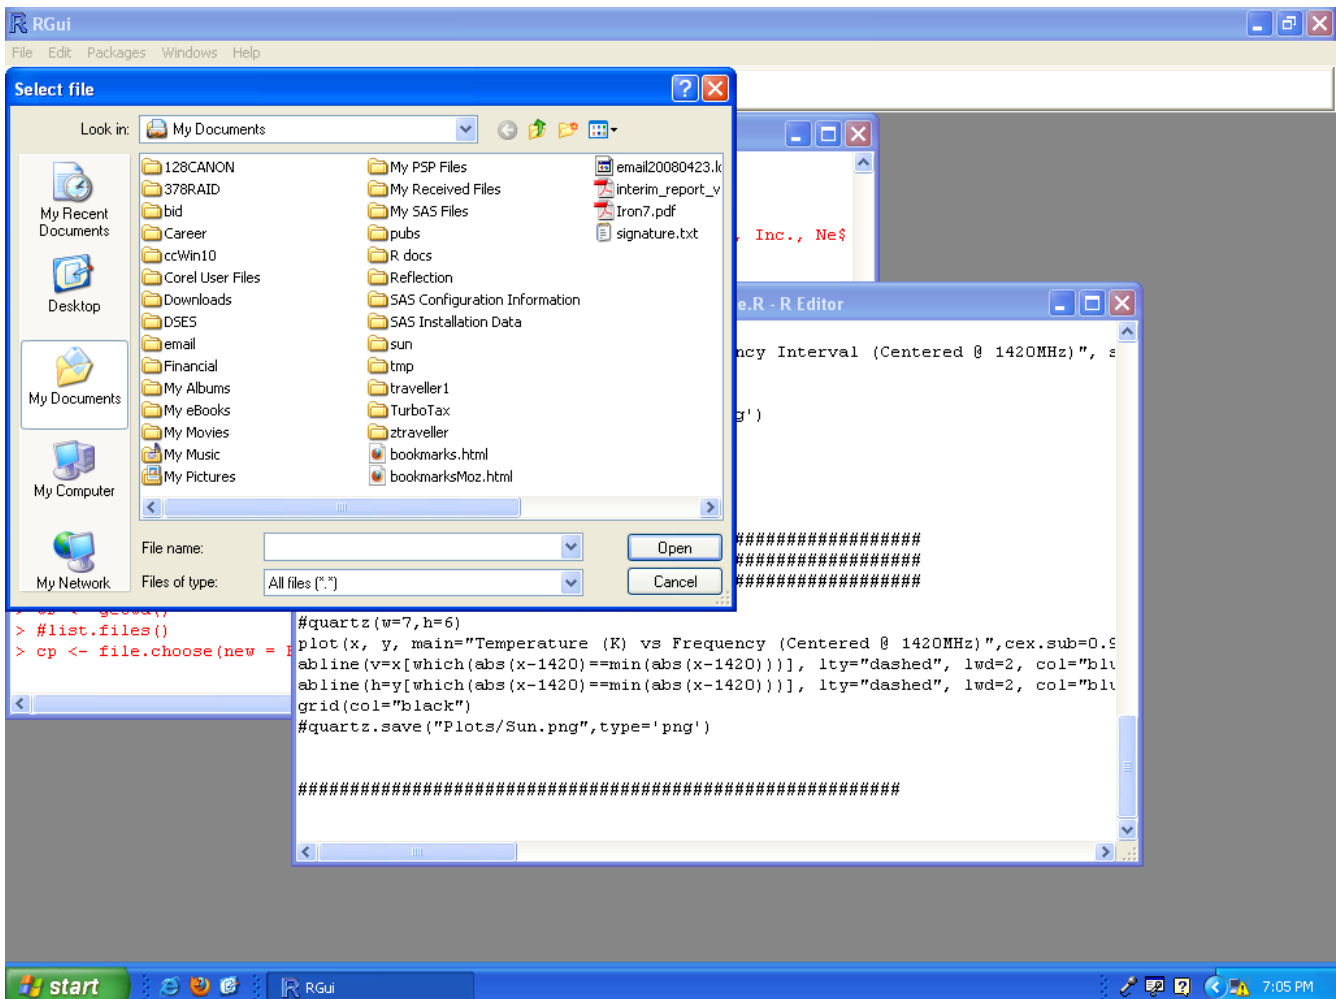 RGui
File Edit Packages Windows Help
Select file
Look in: My Documents
My Recent Documents
Desktop
My Documents
My Computer
My Network
128CANON
378RAID
bid
Career
ccWin10
Corel User Files
Downloads
DSES
email
Financial
My Albums
My eBooks
My Movies
My Music
My Pictures
My PSP Files
My Received Files
My SAS Files
pubs
R docs
Reflection
SAS Configuration Information
SAS Installation Data
sun
tmp
traveller1
TurboTax
ztraveller
bookmarks.html
bookmarksMoz.html
email20080423.
interim_report_v
Iron7.pdf
signature.txt
File name:
Open
Files of type: All files (*.*)
Cancel
, Inc., Ne$
e.R - R Editor
ncy Interval (Centered @ 1420MHz)", s
g')
##################
##################
##################
> #list.files()
> cp <- file.choose(new =
#quartz(w=7,h=6)
plot(x, y, main="Temperature (K) vs Frequency (Centered @ 1420MHz)",cex.sub=0.9
abline(v=x[which(abs(x-1420)==min(abs(x-1420)))], lty="dashed", lwd=2, col="blu
abline(h=y[which(abs(x-1420)==min(abs(x-1420)))], lty="dashed", lwd=2, col="blu
grid(col="black")
#quartz.save("Plots/Sun.png",type='png')
##########################################################
start
RGui
7:05 PM